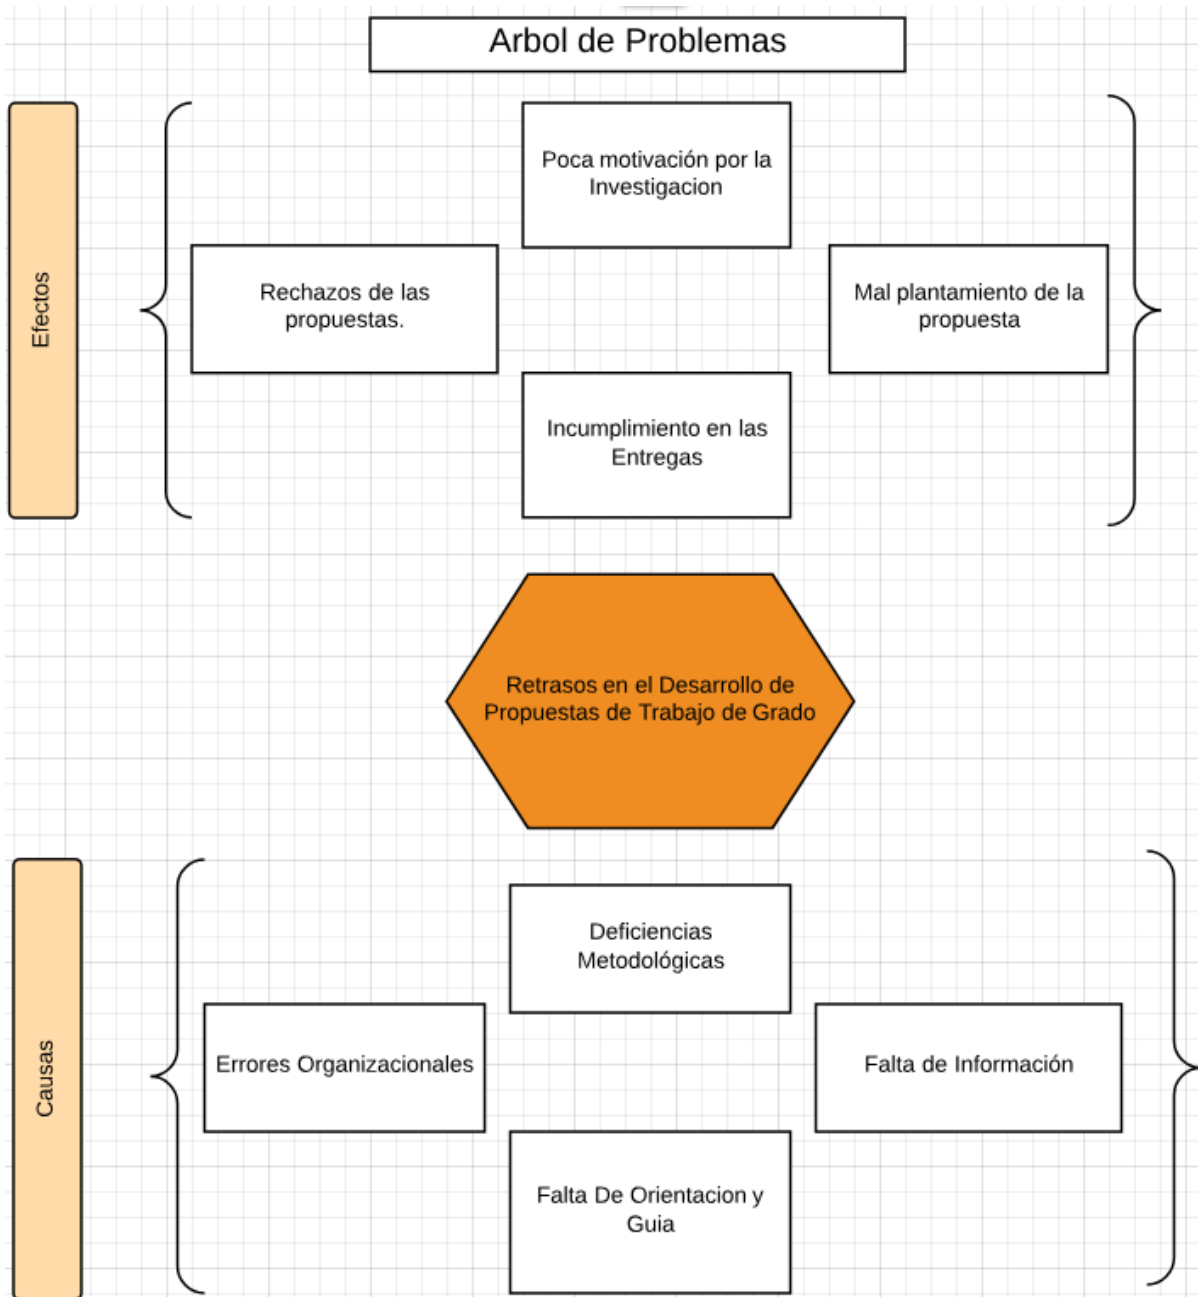 Arbol de Problemas
Efectos
Poca motivación por la
Investigacion
Rechazos de las
propuestas.
Mal plantamiento de la
propuesta
Incumplimiento en las
Entregas
Retrasos en el Desarrollo de
Propuestas de Trabajo de Grado
Causas
Deficiencias
Metodológicas
Errores Organizacionales
Falta de Información
Falta De Orientacion y
Guia